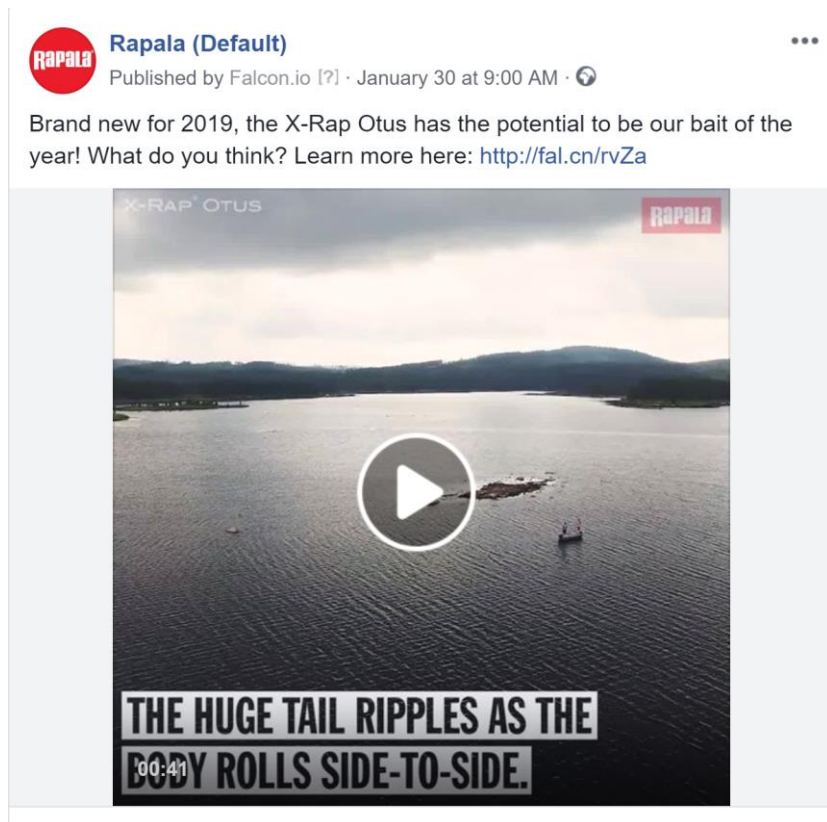 Rapala
Rapala (Default)
Published by Falcon.io [?] · January 30 at 9:00 AM ·
Brand new for 2019, the X-Rap Otus has the potential to be our bait of the
year! What do you think? Learn more here: http://fal.cn/rvZa
X-RAP® OTUS
Rapala
THE HUGE TAIL RIPPLES AS THE
BODY ROLLS SIDE-TO-SIDE.
00:41